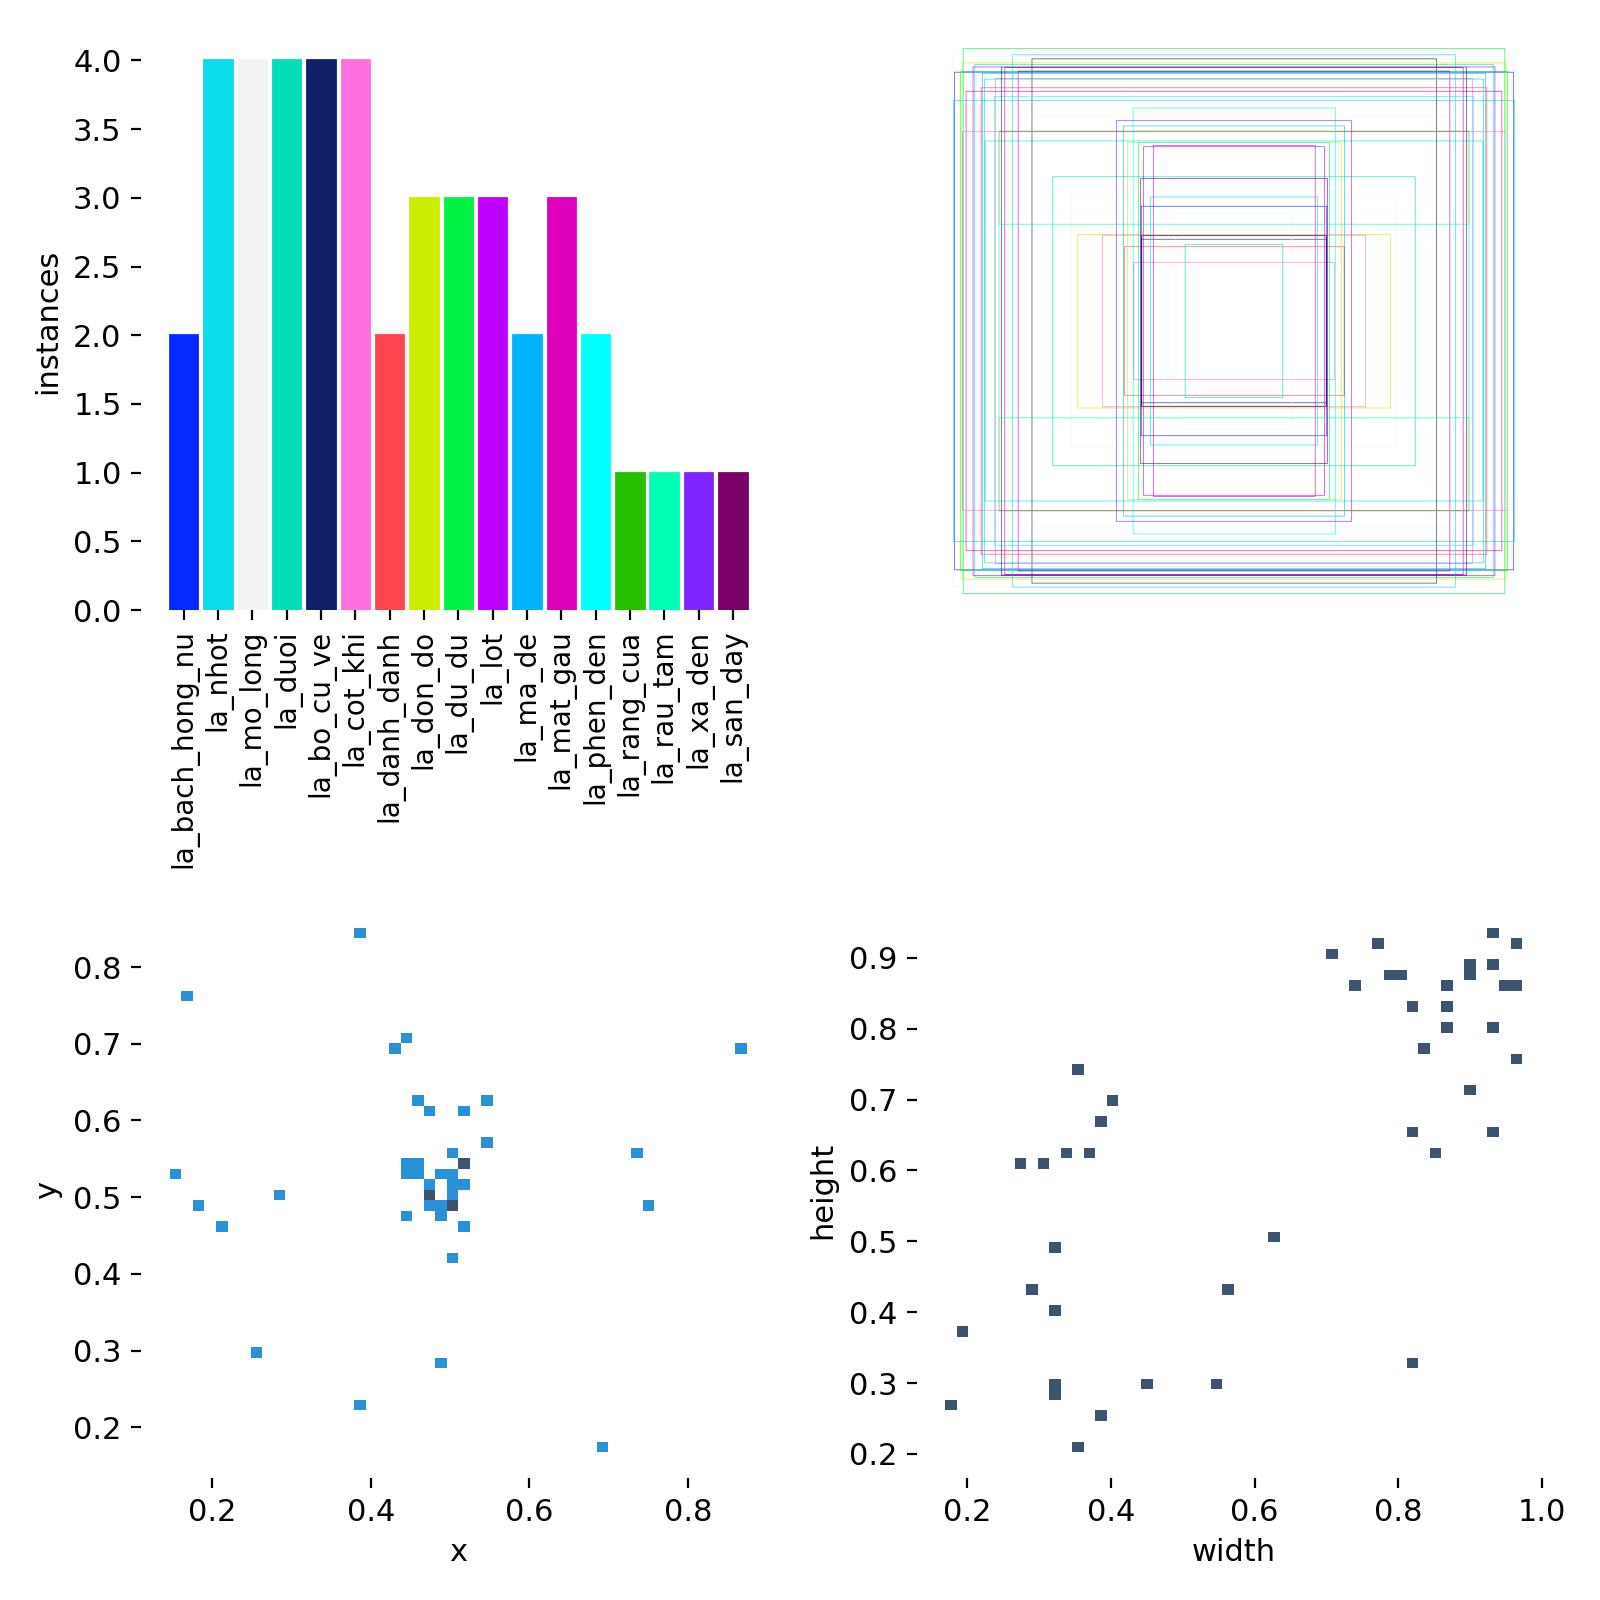 4.0
3.5
3.0
2.5
2.0
1.5
1.0
0.5
0.0
instances
la_bach_hong_nu
la_nhot
la_mo_long
la_duoi
la_bo_cu_ve
la_cot_khi
la_danh_danh
la_don_do
la_du_du
la_lot
la_ma_de
la_mat_gau
la_phen_den
la_rang_cua
la_rau_tam
la_xa_den
la_san_day
0.8
0.7
0.6
0.5
0.4
0.3
0.2
y
0.2 0.4 0.6 0.8
x
0.9
0.8
0.7
0.6
0.5
0.4
0.3
0.2
height
0.2 0.4 0.6 0.8 1.0
width